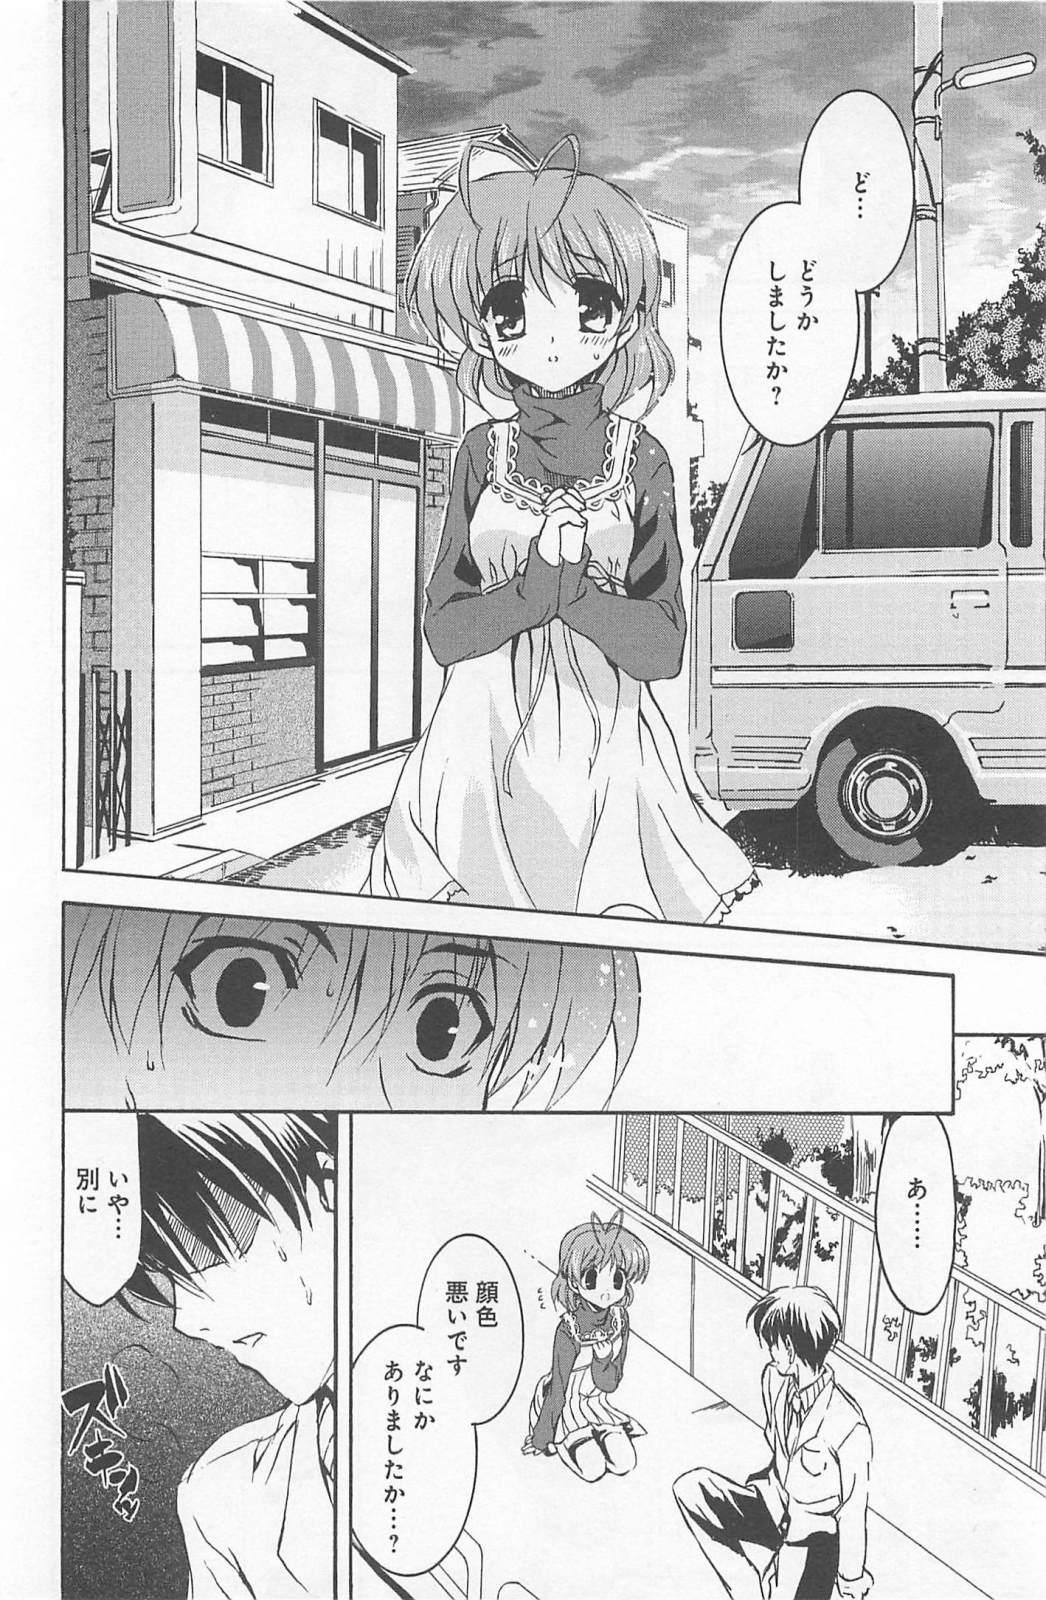 ど…
どうか
しましたか？
あ……
顔色
悪いです
なにか
ありましたか…？
いや…
別に
ズキンッ